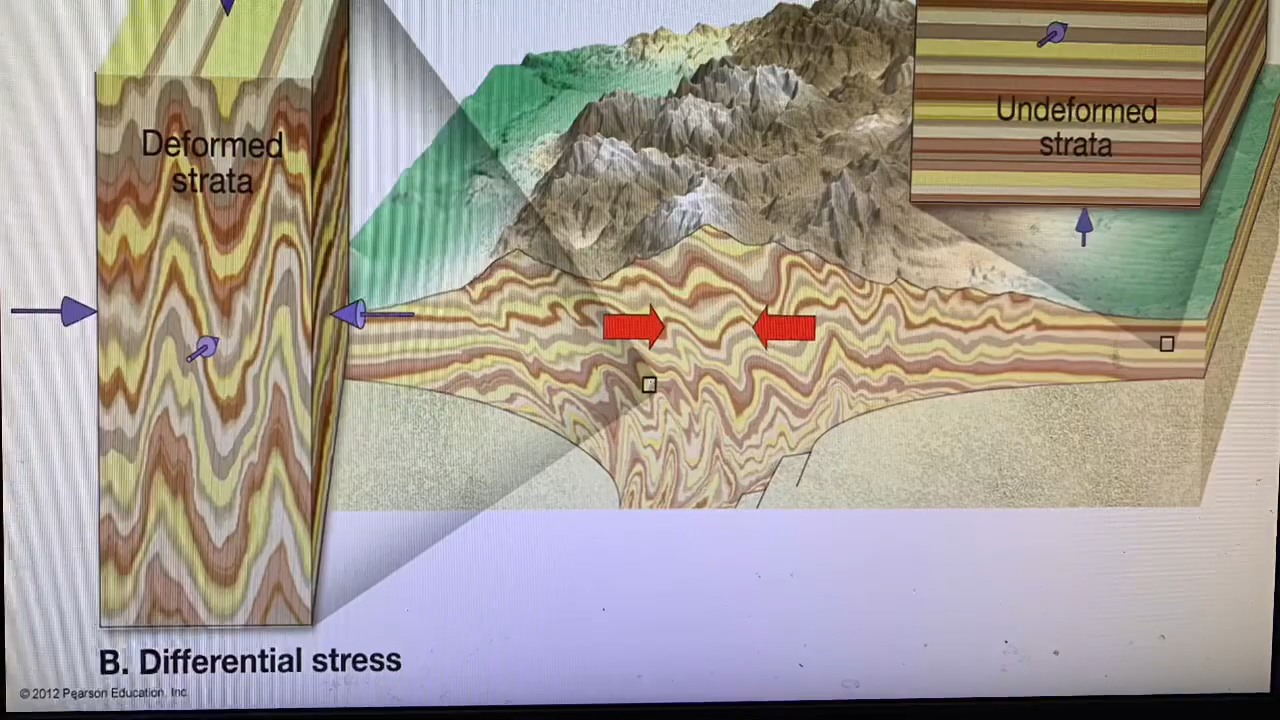 Deformed
strata
Undeformed
strata
B. Differential stress
© 2012 Pearson Education, Inc.